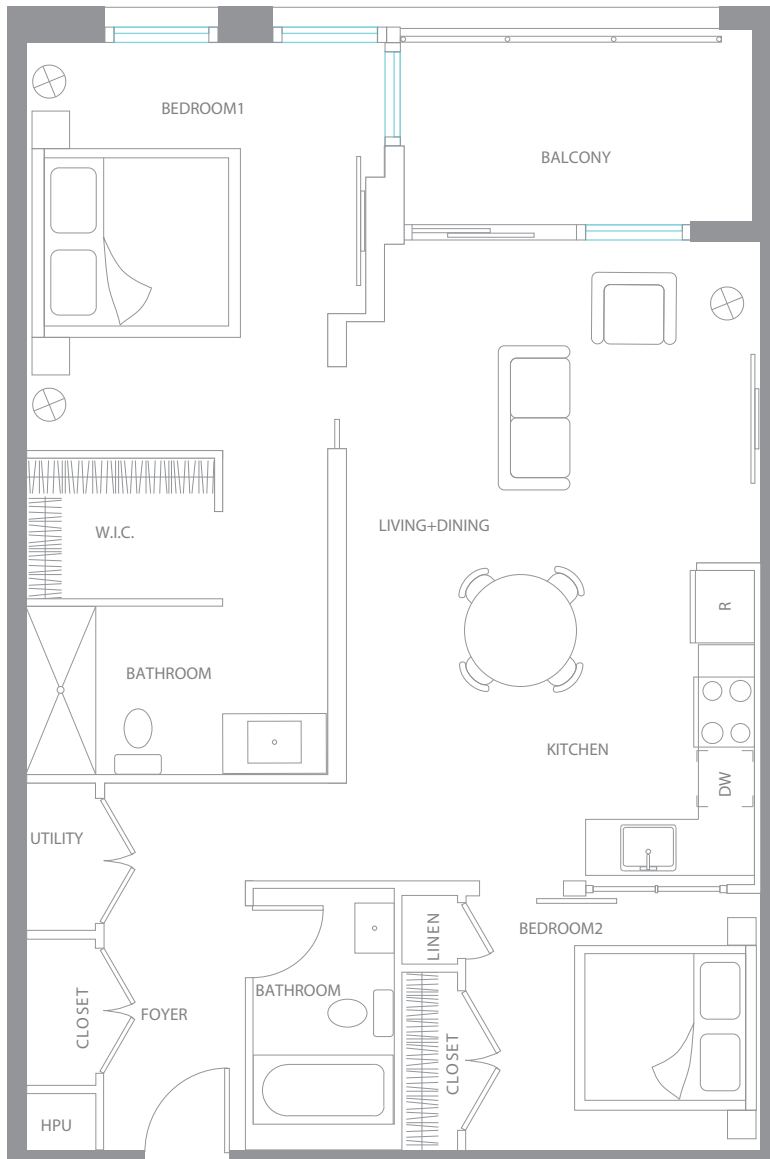 BEDROOM1
BALCONY
LIVING+DINING
W.I.C.
R
BATHROOM
KITCHEN
DW
UTILITY
LINEN
BEDROOM2
BATHROOM
CLOSET
FOYER
CLOSET
HPU